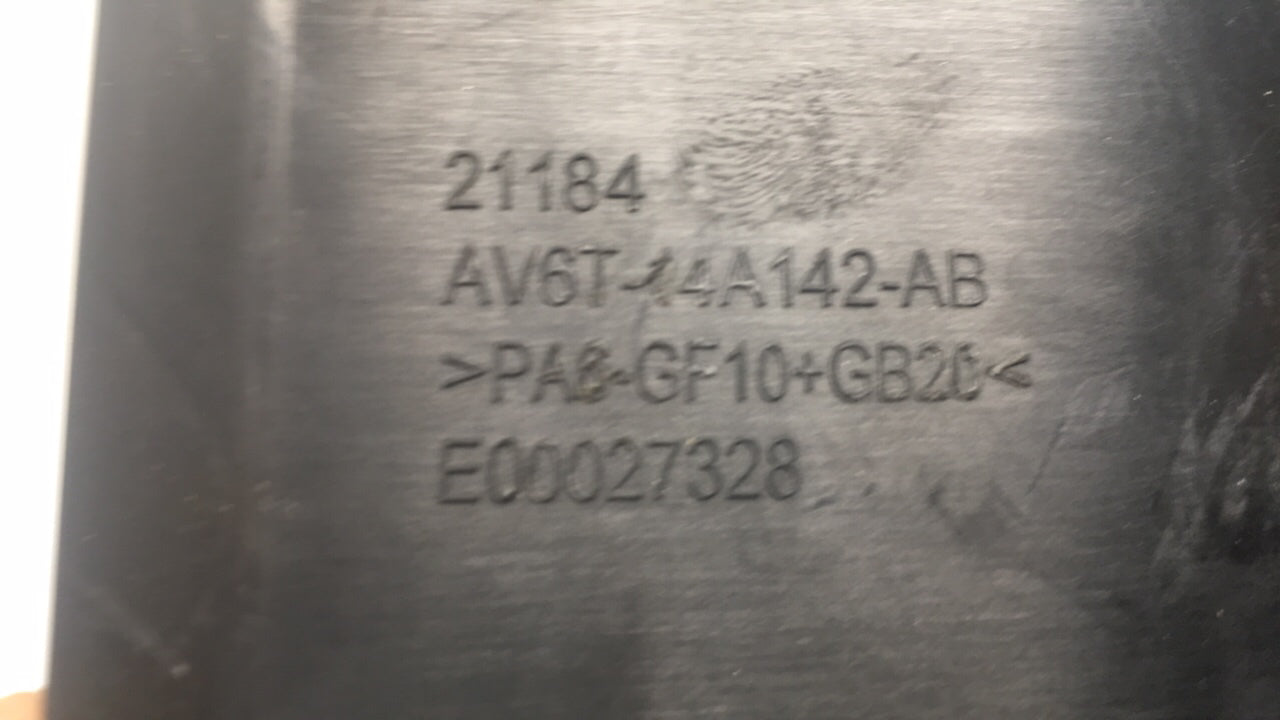 21184
AV6T-14A142-AB
>PA6-GF10+GB20<
E00027328